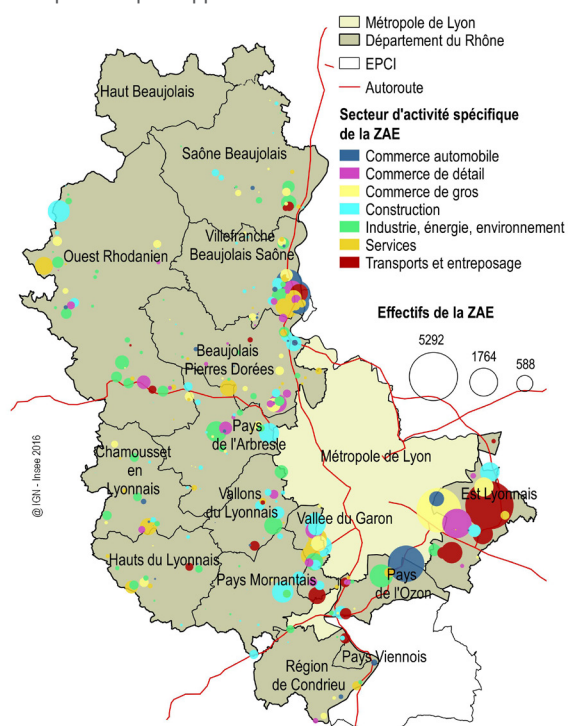 Métropole de Lyon
Département du Rhône
EPCI
Autoroute
Secteur d'activité spécifique
de la ZAE
Commerce automobile
Commerce de détail
Commerce de gros
Construction
Industrie, énergie, environnement
Services
Transports et entreposage
Effectifs de la ZAE
5292
1764
588
Haut Beaujolais
Saône Beaujolais
Villefranche
Beaujolais Saône
Ouest Rhodanien
Beaujolais
Pierres Dorées
Pays
de l'Arbresle
Métropole de Lyon
Chamousset
en
Lyonnais
Est Lyonnais
Vallons
du Lyonnais
Vallée du Garon
Hauts du Lyonnais
Pays Mornantais
Pays
de l'Ozon
Pays Viennois
Région
de Condrieu
@ IGN - Insee 2016